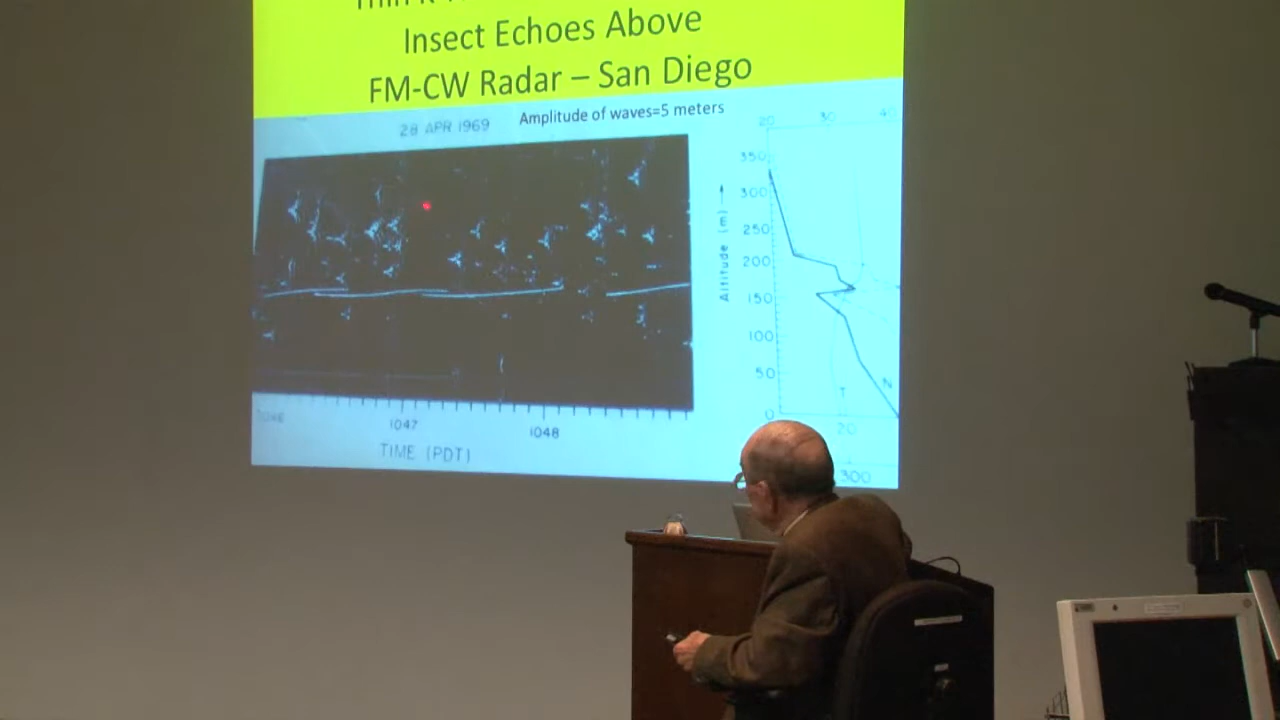 Insect Echoes Above
FM-CW Radar – San Diego
28 APR 1969
Amplitude of waves=5 meters
20 30 40
350
300
250
200
150
100
50
0
Altitude (m)
T
N
1047
1048
20
TIME (PDT)
300